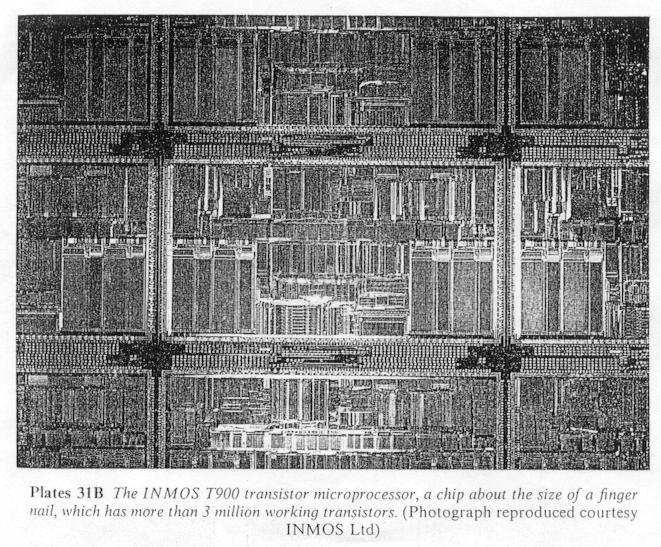 Plates 31B The INMOS T900 transistor microprocessor, a chip about the size of a finger
nail, which has more than 3 million working transistors. (Photograph reproduced courtesy
INMOS Ltd)